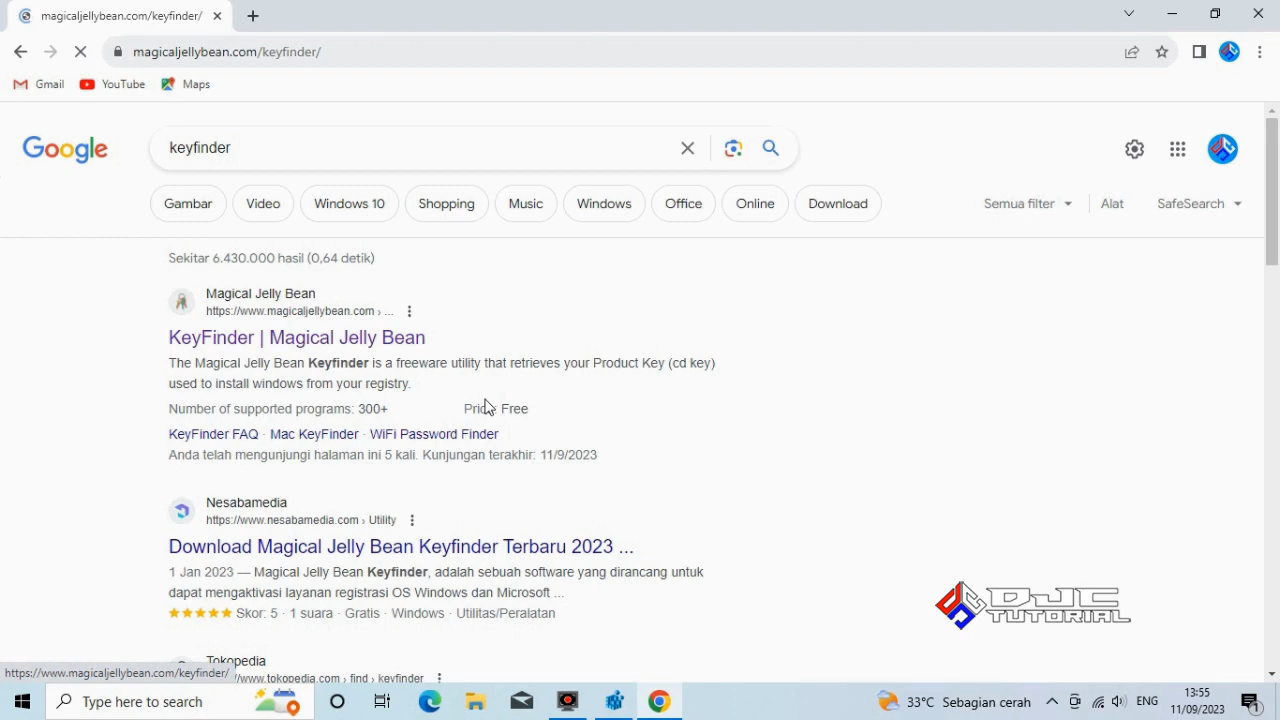 magicaljellybean.com/keyfinder/
magicaljellybean.com/keyfinder/
Gmail YouTube Maps
Google keyfinder
Gambar Video Windows 10 Shopping Music Windows Office Online Download Semua filter Alat SafeSearch
Sekitar 6.430.000 hasil (0,64 detik)
Magical Jelly Bean
https://www.magicaljellybean.com › ...
KeyFinder | Magical Jelly Bean
The Magical Jelly Bean Keyfinder is a freeware utility that retrieves your Product Key (cd key)
used to install windows from your registry.
Number of supported programs: 300+ Free
KeyFinder FAQ · Mac KeyFinder · WiFi Password Finder
Anda telah mengunjungi halaman ini 5 kali. Kunjungan terakhir: 11/9/2023
Nesabamedia
https://www.nesabamedia.com › Utility
Download Magical Jelly Bean Keyfinder Terbaru 2023 ...
1 Jan 2023 — Magical Jelly Bean Keyfinder, adalah sebuah software yang dirancang untuk
dapat mengaktivasi layanan registrasi OS Windows dan Microsoft ...
Skor: 5 · 1 suara · Gratis · Windows · Utilitas/Peralatan
DJC
TUTORIAL
Tokopedia
https://www.magicaljellybean.com/keyfinder/
//www.tokopedia.com › find › keyfinder
Type here to search
33°C Sebagian cerah ENG
13:55
11/09/2023
1